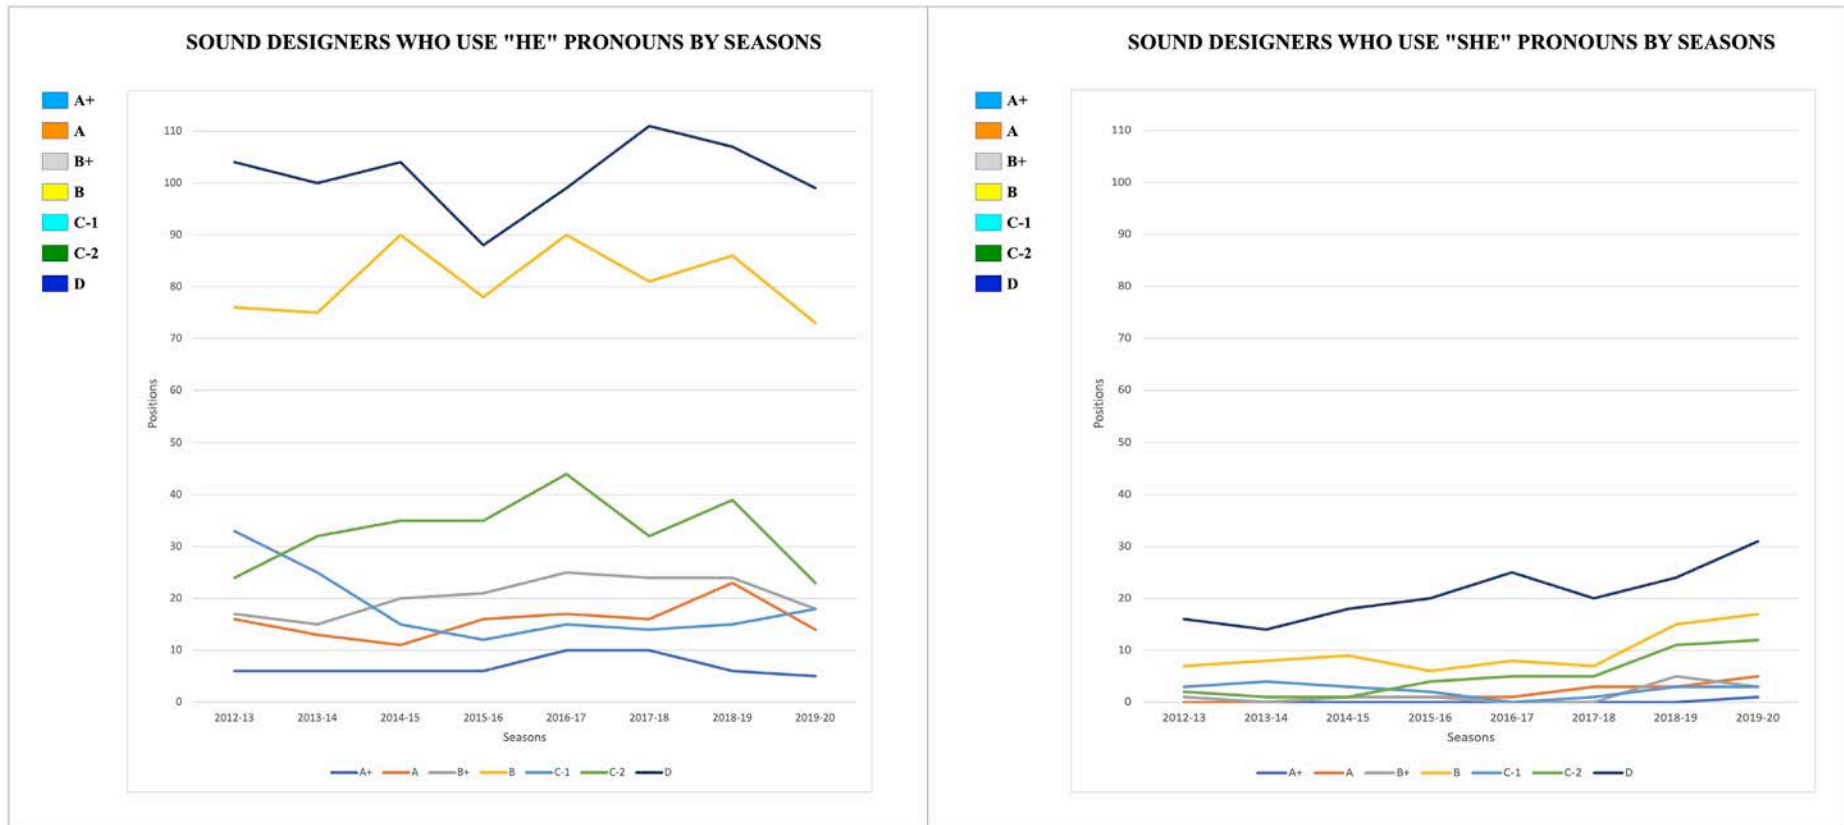 SOUND DESIGNERS WHO USE "HE" PRONOUNS BY SEASONS
A+
A
B+
B
C-1
C-2
D
110
100
90
80
70
60
50
40
30
20
10
0
Positions
2012-13 2013-14 2014-15 2015-16 2016-17 2017-18 2018-19 2019-20
Seasons
A+ A B+ B C-1 C-2 D
SOUND DESIGNERS WHO USE "SHE" PRONOUNS BY SEASONS
A+
A
B+
B
C-1
C-2
D
110
100
90
80
70
60
50
40
30
20
10
0
Positions
2012-13 2013-14 2014-15 2015-16 2016-17 2017-18 2018-19 2019-20
Seasons
A+ A B+ B C-1 C-2 D